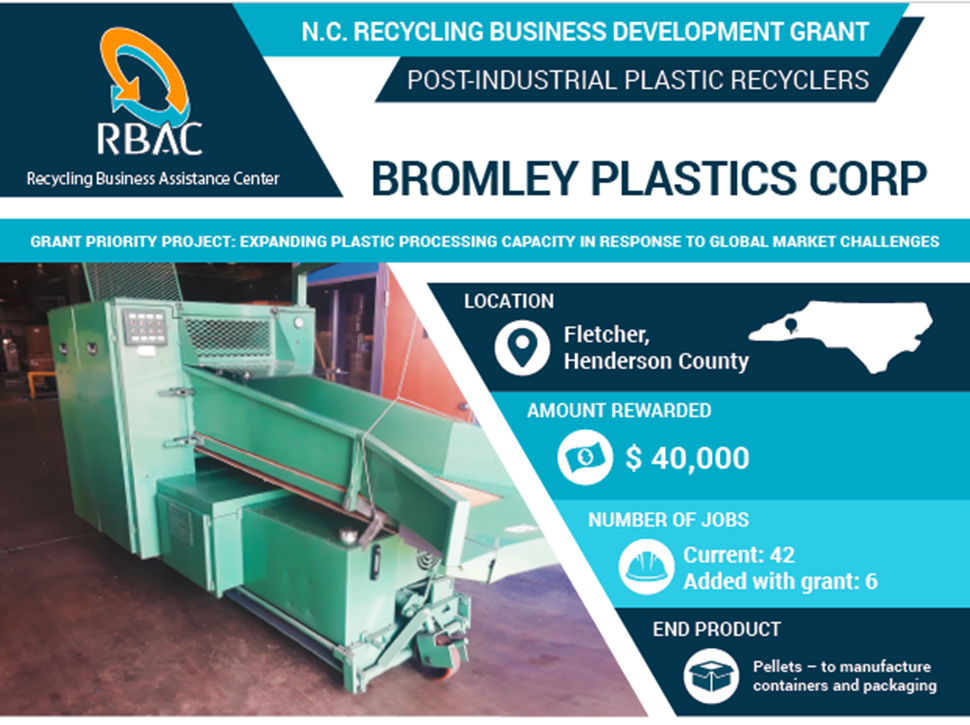 N.C. RECYCLING BUSINESS DEVELOPMENT GRANT
POST-INDUSTRIAL PLASTIC RECYCLERS
RBAC
Recycling Business Assistance Center
BROMLEY PLASTICS CORP
GRANT PRIORITY PROJECT: EXPANDING PLASTIC PROCESSING CAPACITY IN RESPONSE TO GLOBAL MARKET CHALLENGES
LOCATION
Fletcher,
Henderson County
AMOUNT REWARDED
$ 40,000
NUMBER OF JOBS
Current: 42
Added with grant: 6
END PRODUCT
Pellets – to manufacture
containers and packaging